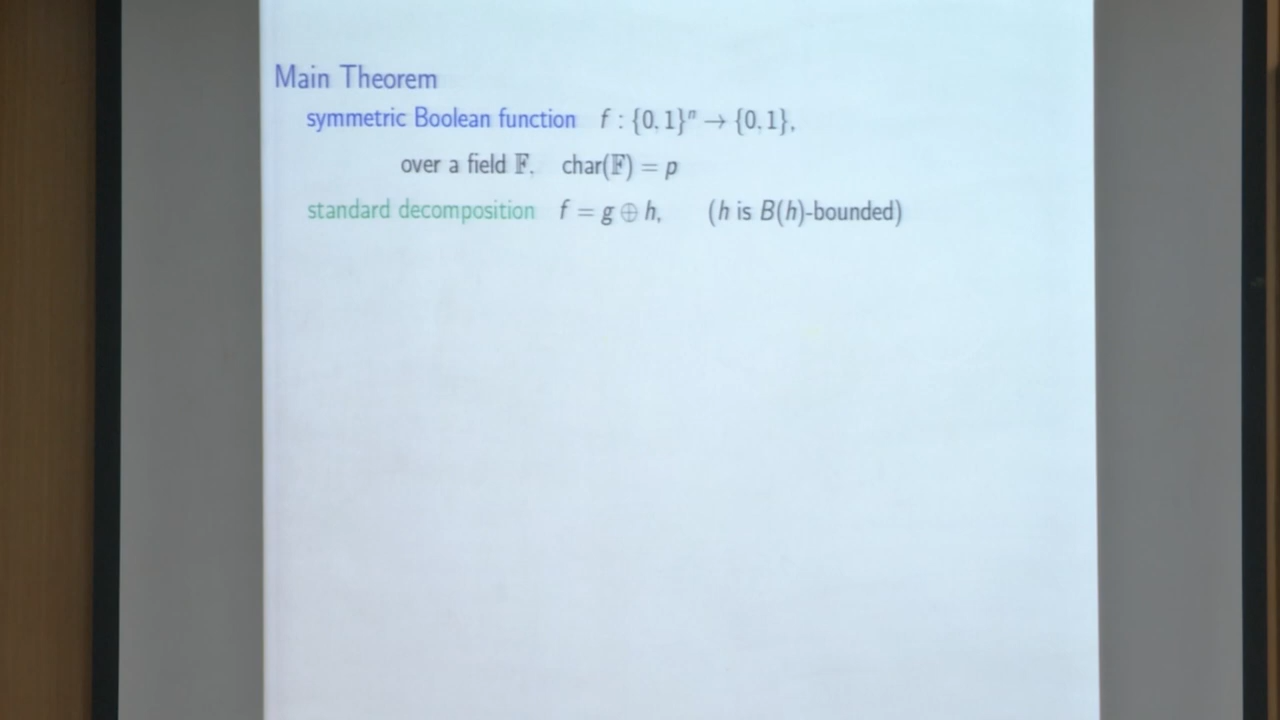 Main Theorem
symmetric Boolean function f : {0, 1}ⁿ → {0, 1},
over a field 𝔽. char(𝔽) = p
standard decomposition f = g ⊕ h, (h is B(h)-bounded)